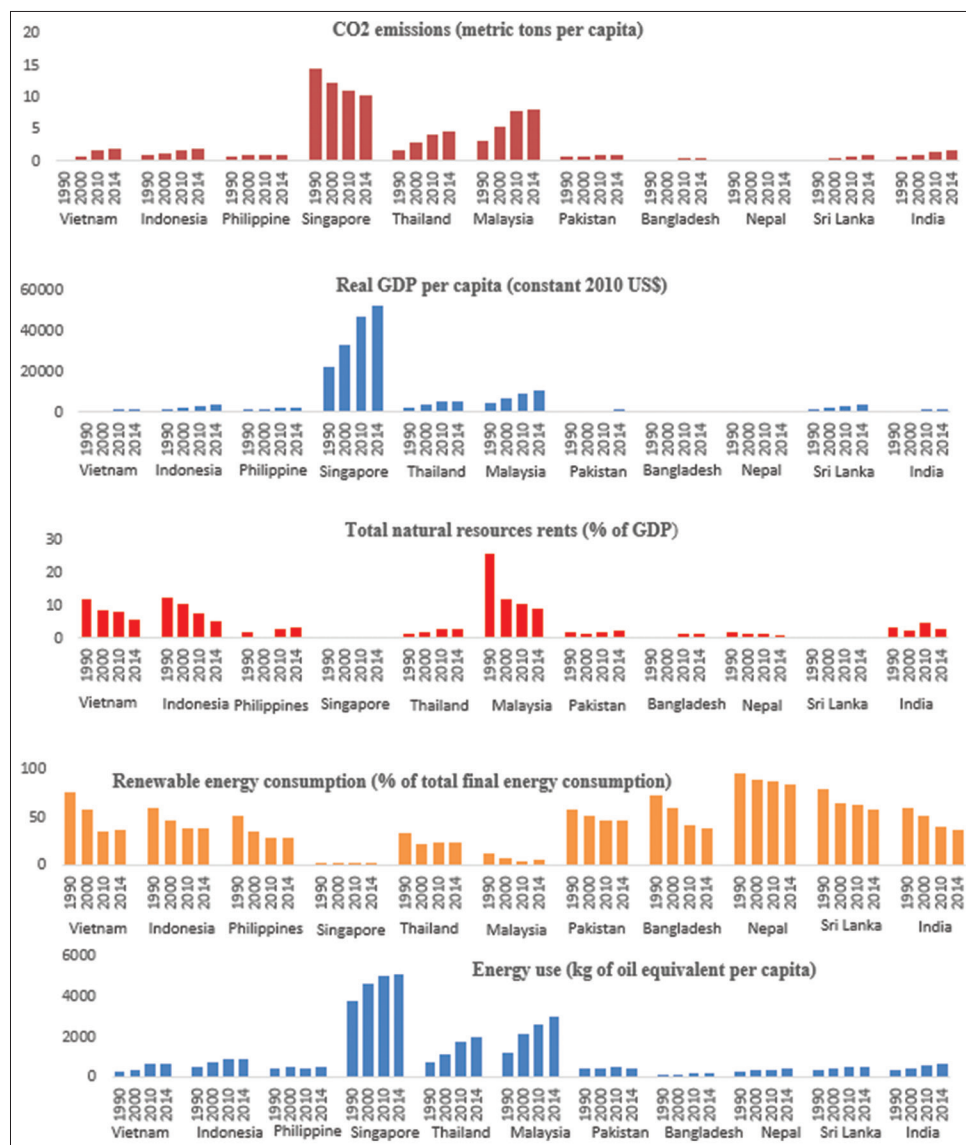 CO2 emissions (metric tons per capita)
20
15
10
5
0
1990 2000 2010 2014 1990 2000 2010 2014 1990 2000 2010 2014 1990 2000 2010 2014 1990 2000 2010 2014 1990 2000 2010 2014 1990 2000 2010 2014 1990 2000 2010 2014 1990 2000 2010 2014 1990 2000 2010 2014 1990 2000 2010 2014
Vietnam Indonesia Philippine Singapore Thailand Malaysia Pakistan Bangladesh Nepal Sri Lanka India
Real GDP per capita (constant 2010 US$)
60000
40000
20000
0
1990 2000 2010 2014 1990 2000 2010 2014 1990 2000 2010 2014 1990 2000 2010 2014 1990 2000 2010 2014 1990 2000 2010 2014 1990 2000 2010 2014 1990 2000 2010 2014 1990 2000 2010 2014 1990 2000 2010 2014 1990 2000 2010 2014
Vietnam Indonesia Philippine Singapore Thailand Malaysia Pakistan Bangladesh Nepal Sri Lanka India
Total natural resources rents (% of GDP)
30
20
10
0
1990 2000 2010 2014 1990 2000 2010 2014 1990 2000 2010 2014 1990 2000 2010 2014 1990 2000 2010 2014 1990 2000 2010 2014 1990 2000 2010 2014 1990 2000 2010 2014 1990 2000 2010 2014 1990 2000 2010 2014 1990 2000 2010 2014
Vietnam Indonesia Philippines Singapore Thailand Malaysia Pakistan Bangladesh Nepal Sri Lanka India
Renewable energy consumption (% of total final energy consumption)
100
50
0
1990 2000 2010 2014 1990 2000 2010 2014 1990 2000 2010 2014 1990 2000 2010 2014 1990 2000 2010 2014 1990 2000 2010 2014 1990 2000 2010 2014 1990 2000 2010 2014 1990 2000 2010 2014 1990 2000 2010 2014 1990 2000 2010 2014
Vietnam Indonesia Philippines Singapore Thailand Malaysia Pakistan Bangladesh Nepal Sri Lanka India
Energy use (kg of oil equivalent per capita)
6000
4000
2000
0
1990 2000 2010 2014 1990 2000 2010 2014 1990 2000 2010 2014 1990 2000 2010 2014 1990 2000 2010 2014 1990 2000 2010 2014 1990 2000 2010 2014 1990 2000 2010 2014 1990 2000 2010 2014 1990 2000 2010 2014 1990 2000 2010 2014
Vietnam Indonesia Philippine Singapore Thailand Malaysia Pakistan Bangladesh Nepal Sri Lanka India